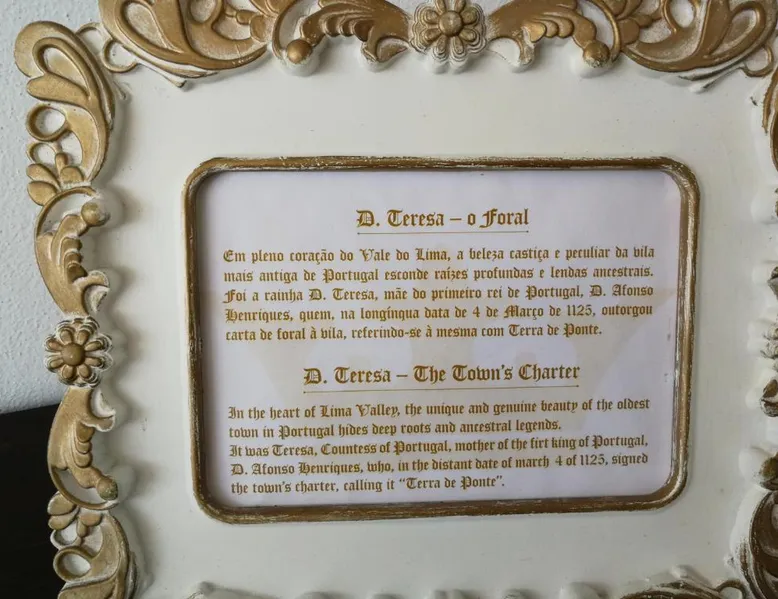 D. Teresa – o Foral
Em pleno coração do Vale do Lima, a beleza castiça e peculiar da vila
mais antiga de Portugal esconde raízes profundas e lendas ancestrais.
Foi a rainha D. Teresa, mãe do primeiro rei de Portugal, D. Afonso
Henriques, quem, na longínqua data de 4 de Março de 1125, outorgou
carta de foral à vila, referindo-se à mesma com Terra de Ponte.
D. Teresa – The Town's Charter
In the heart of Lima Valley, the unique and genuine beauty of the oldest
town in Portugal hides deep roots and ancestral legends.
It was Teresa, Countess of Portugal, mother of the firt king of Portugal,
D. Afonso Henriques, who, in the distant date of march 4 of 1125, signed
the town's charter, calling it "Terra de Ponte".